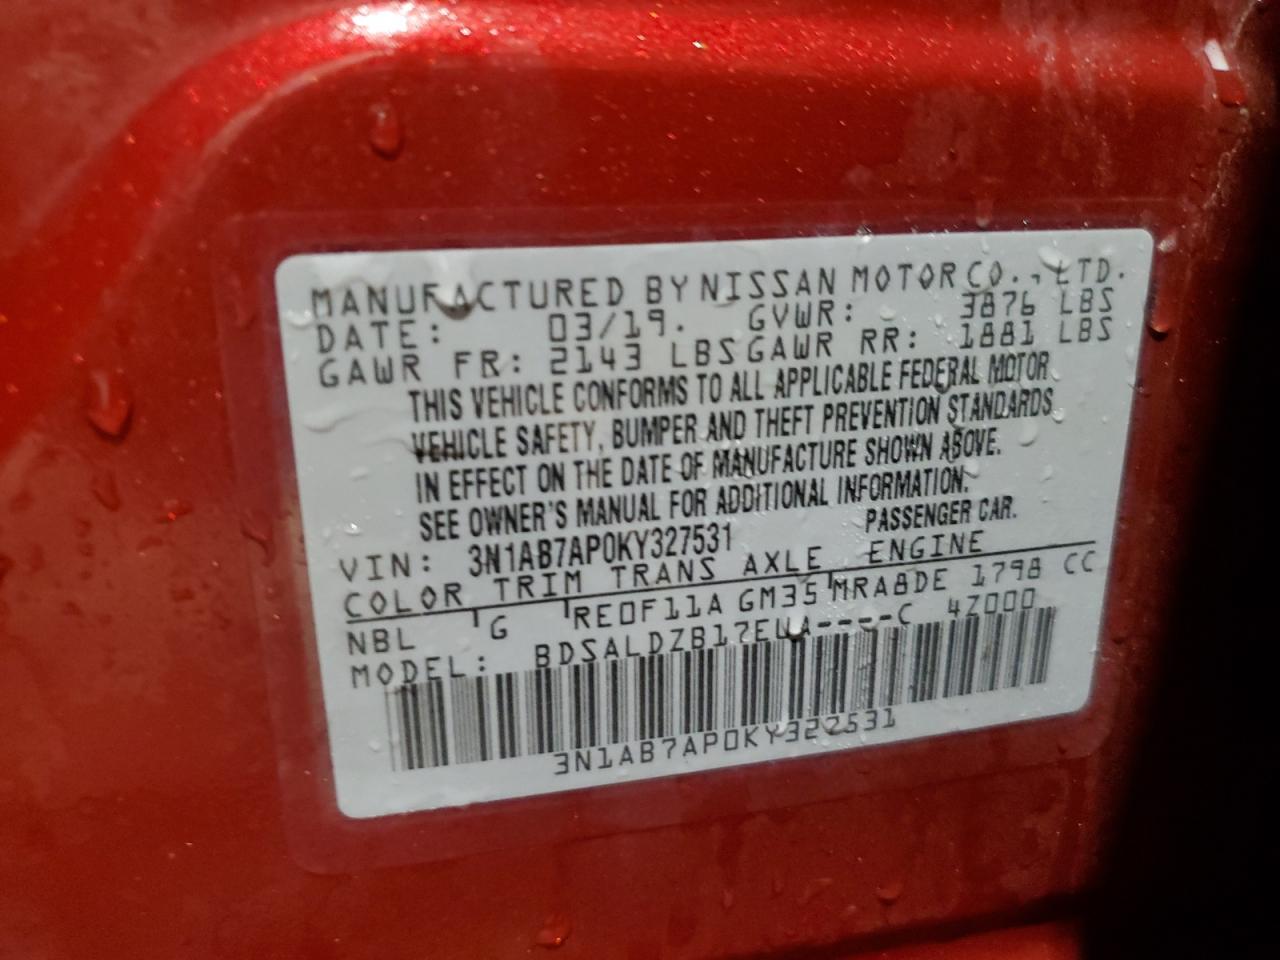 MANUFACTURED BY NISSAN MOTOR CO., LTD.
DATE: 03/19. GVWR: 3876 LBS
GAWR FR: 2143 LBS GAWR RR: 1881 LBS
THIS VEHICLE CONFORMS TO ALL APPLICABLE FEDERAL MOTOR
VEHICLE SAFETY, BUMPER AND THEFT PREVENTION STANDARDS
IN EFFECT ON THE DATE OF MANUFACTURE SHOWN ABOVE.
SEE OWNER'S MANUAL FOR ADDITIONAL INFORMATION.
VIN: 3N1AB7AP0KY327531 PASSENGER CAR.
COLOR TRIM TRANS AXLE ENGINE
NBL G RE0F11A GM35 MRA8DE 1798 CC
MODEL: BDSALDZB17EUA----C 4Z000
3N1AB7AP0KY327531